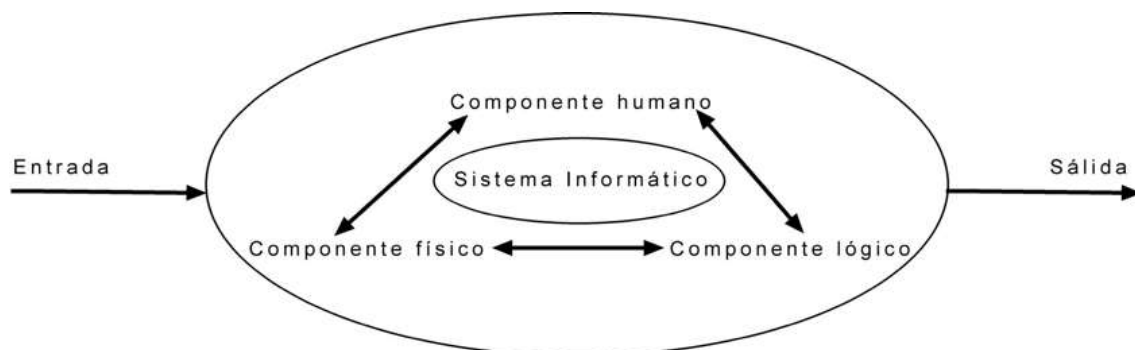 Componente humano
Entrada
Sistema Informático
Sálida
Componente físico
Componente lógico